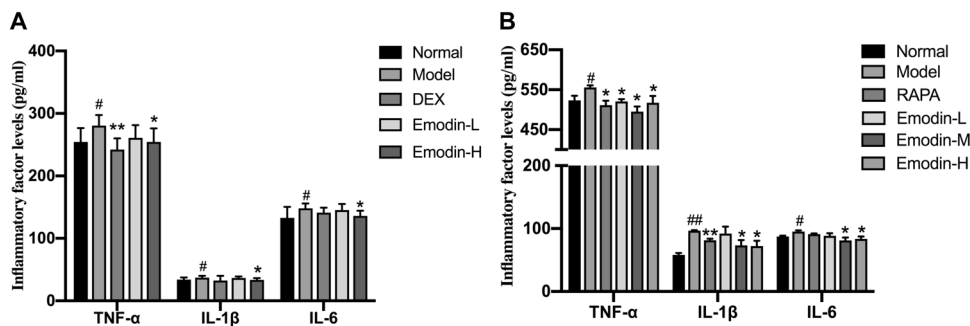 A
Inflammatory factor levels (pg/ml)
400
300
200
100
0
#
**
*
#
*
#
*
TNF-α
IL-1β
IL-6
Normal
Model
DEX
Emodin-L
Emodin-H
B
Inflammatory factor levels (pg/ml)
650
550
450
200
100
0
#
*
*
*
*
##
**
*
*
#
*
*
TNF-α
IL-1β
IL-6
Normal
Model
RAPA
Emodin-L
Emodin-M
Emodin-H